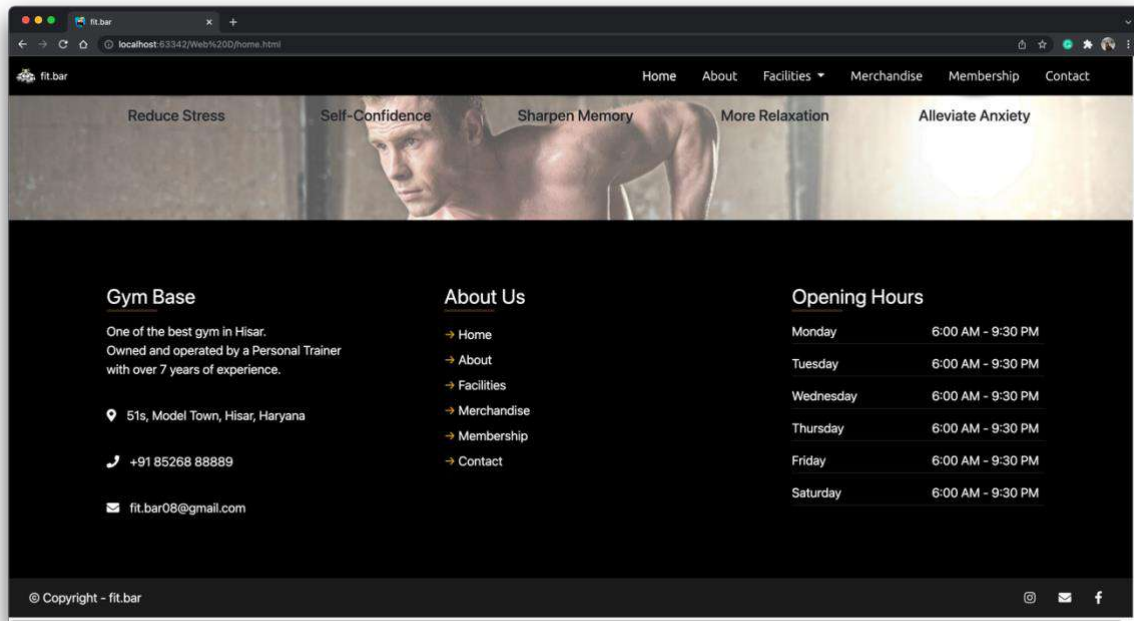 fit.bar
localhost:63342/Web%20D/home.html
fit.bar
Home About Facilities Merchandise Membership Contact
Reduce Stress Self-Confidence Sharpen Memory More Relaxation Alleviate Anxiety
Gym Base
One of the best gym in Hisar.
Owned and operated by a Personal Trainer
with over 7 years of experience.
51s, Model Town, Hisar, Haryana
+91 85268 88889
fit.bar08@gmail.com
About Us
→ Home
→ About
→ Facilities
→ Merchandise
→ Membership
→ Contact
Opening Hours
Monday 6:00 AM - 9:30 PM
Tuesday 6:00 AM - 9:30 PM
Wednesday 6:00 AM - 9:30 PM
Thursday 6:00 AM - 9:30 PM
Friday 6:00 AM - 9:30 PM
Saturday 6:00 AM - 9:30 PM
© Copyright - fit.bar